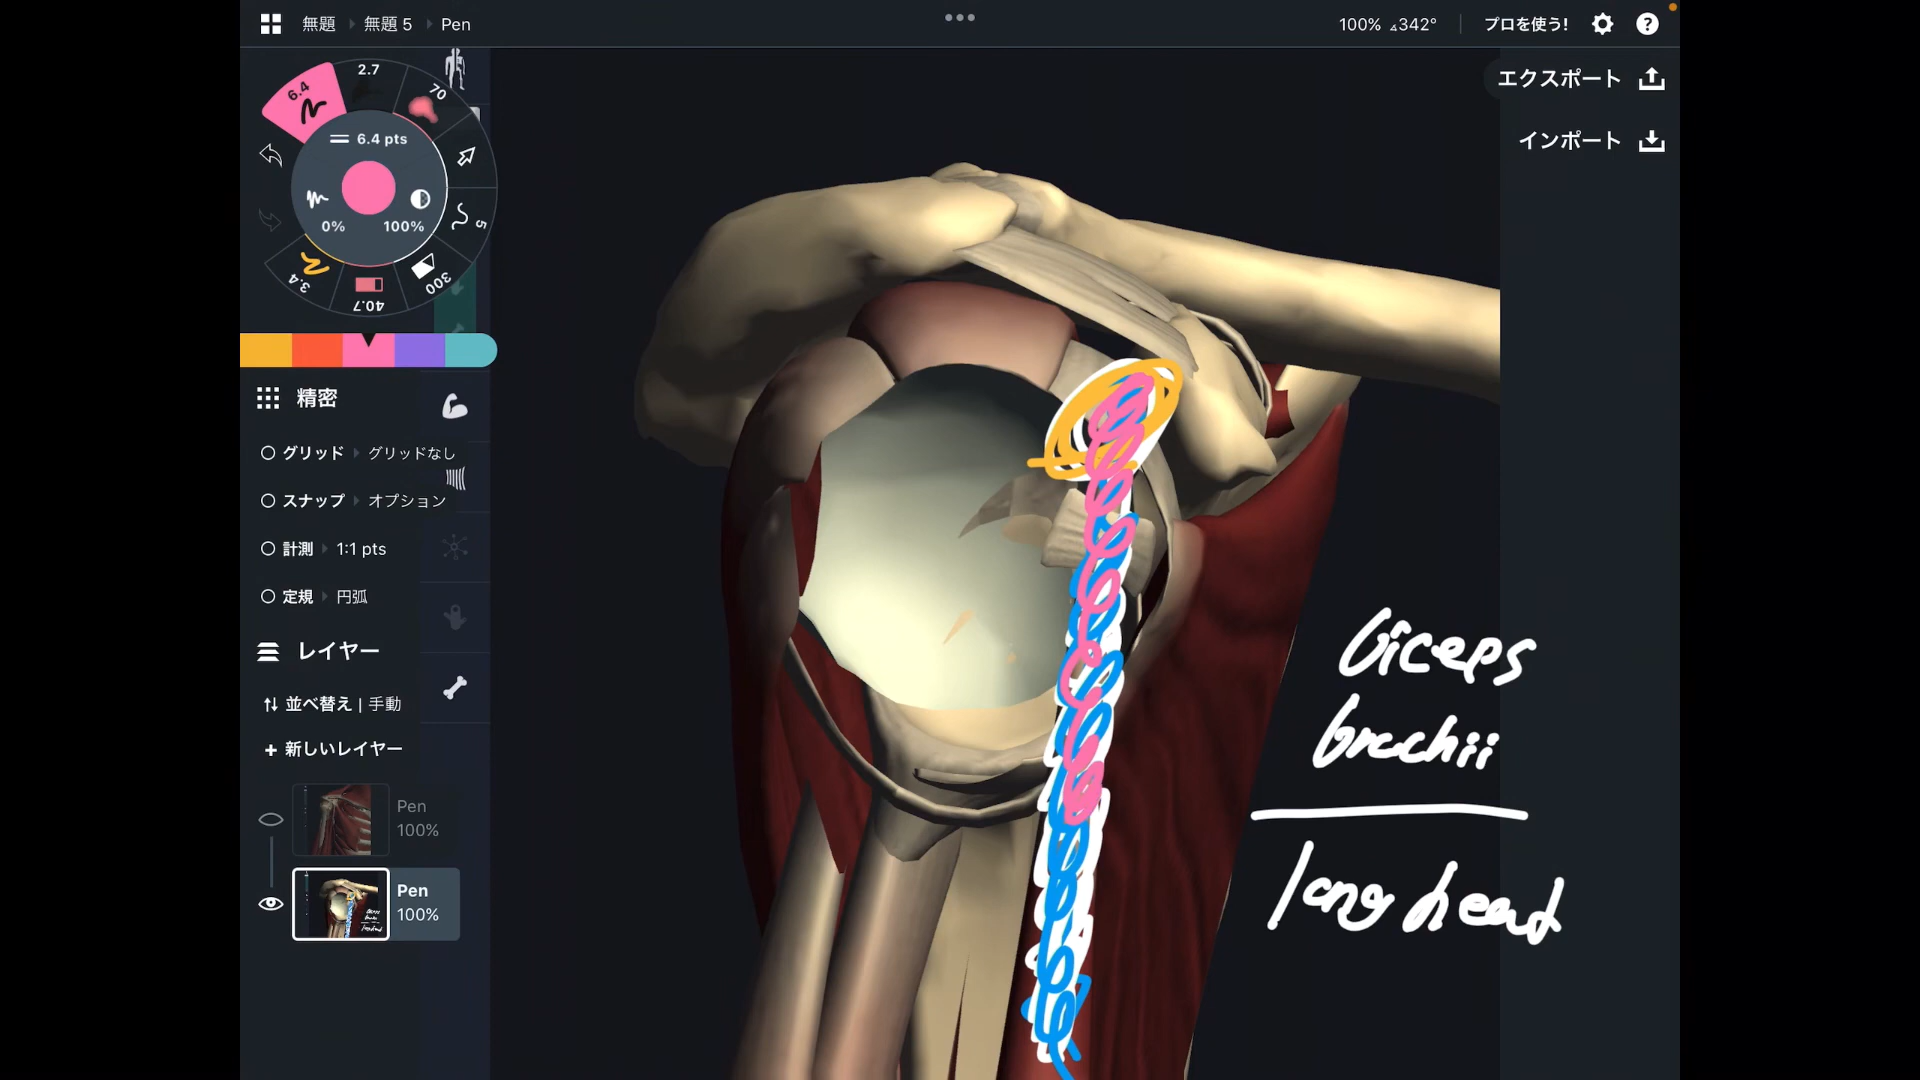 無題 無題 5 Pen
100% 342°
プロを使う!
エクスポート
インポート
2.7
6.4
70
6.4 pts
0% 100%
5
3.4
40.7
300
精密
グリッド グリッドなし
スナップ オプション
計測 1:1 pts
定規 円弧
レイヤー
並べ替え | 手動
+ 新しいレイヤー
Pen
100%
Pen
100%
biceps
brachii
long head